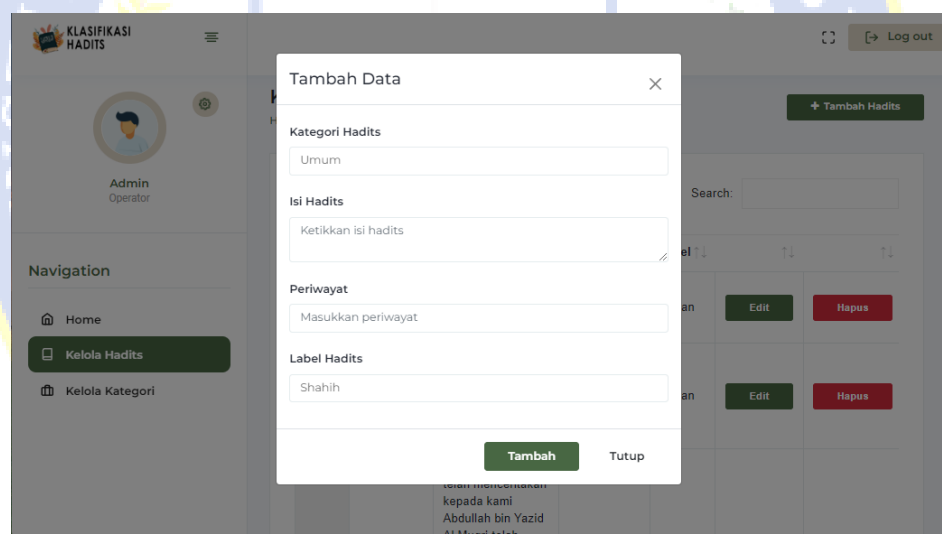 KLASIFIKASI
HADITS
Log out
Admin
Operator
Navigation
Home
Kelola Hadits
Kelola Kategori
+ Tambah Hadits
Search:
Tambah Data
Kategori Hadits
Umum
Isi Hadits
Ketikkan isi hadits
Periwayat
Masukkan periwayat
Label Hadits
Shahih
Tambah
Tutup
Edit
Hapus
Edit
Hapus
telah menceritakan
kepada kami
Abdullah bin Yazid